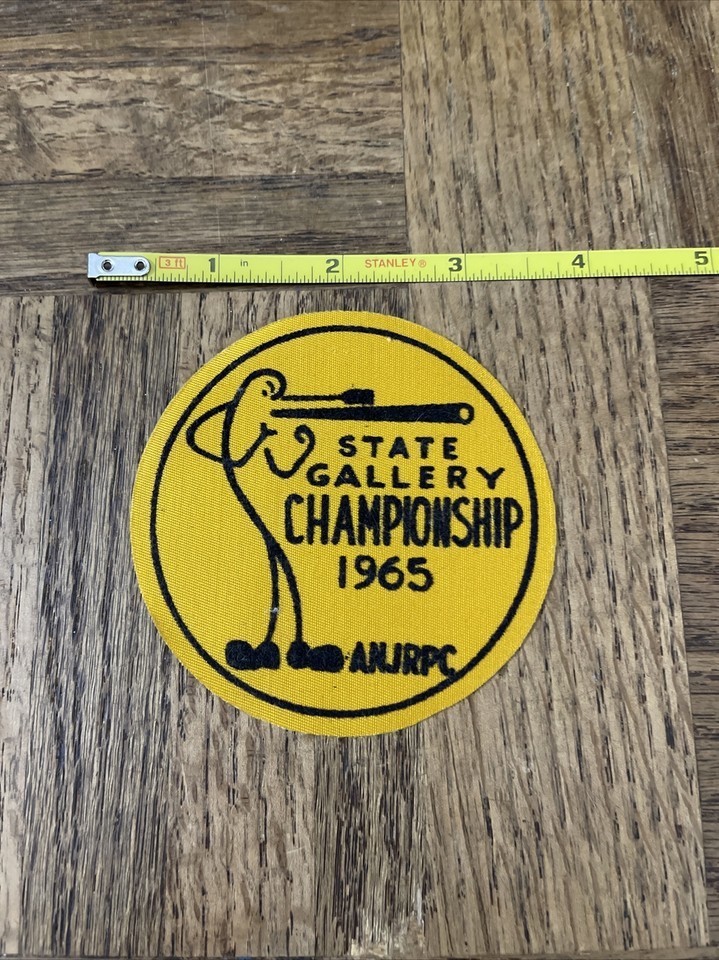 3 ft 1 in 2 STANLEY® 3 4 5
STATE
GALLERY
CHAMPIONSHIP
1965
ANJRPC